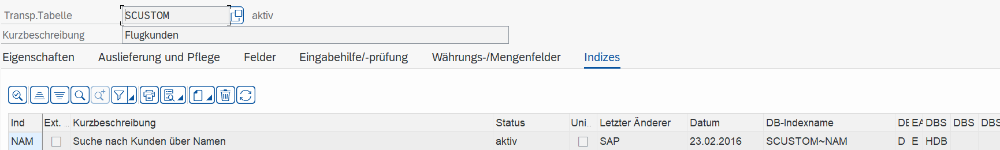 Transp.Tabelle SCUSTOM aktiv
Kurzbeschreibung Flugkunden
Eigenschaften Auslieferung und Pflege Felder Eingabehilfe/-prüfung Währungs-/Mengenfelder Indizes
Ind Ext. ... Kurzbeschreibung Status Uni... Letzter Änderer Datum DB-Indexname DE EA DBS DBS DBS
NAM Suche nach Kunden über Namen aktiv SAP 23.02.2016 SCUSTOM~NAM D E HDB